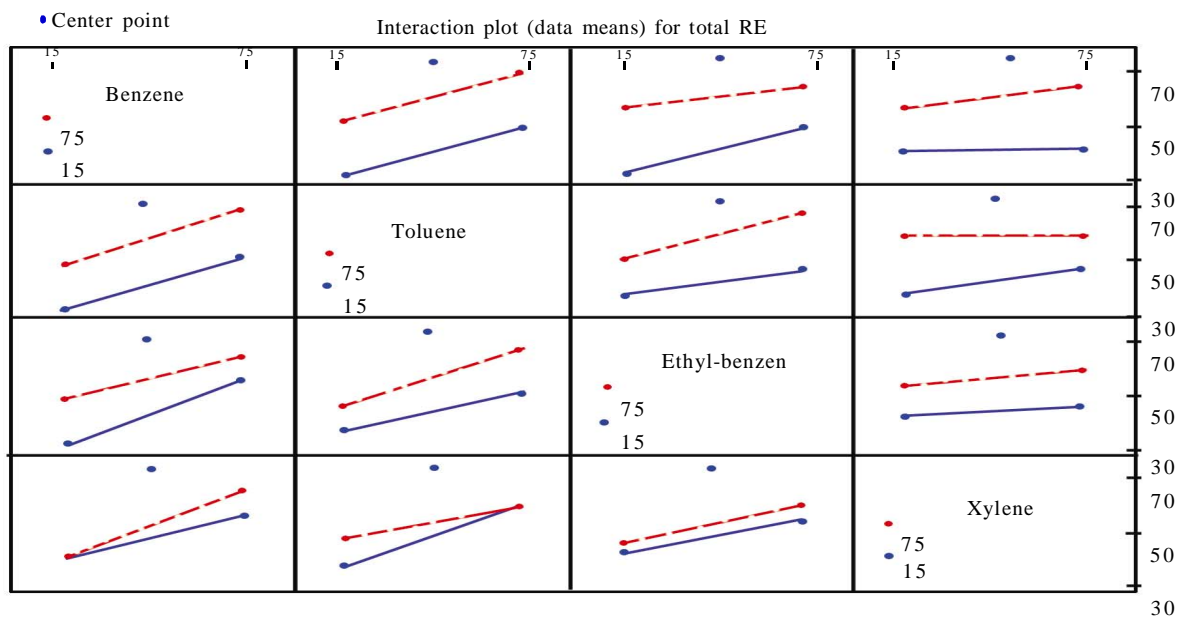 Center point
Interaction plot (data means) for total RE
15 75 15 75 15 75 15 75
Benzene
75
15
70
50
30
Toluene
75
15
70
50
30
Ethyl-benzen
75
15
70
50
30
Xylene
75
15
70
50
30